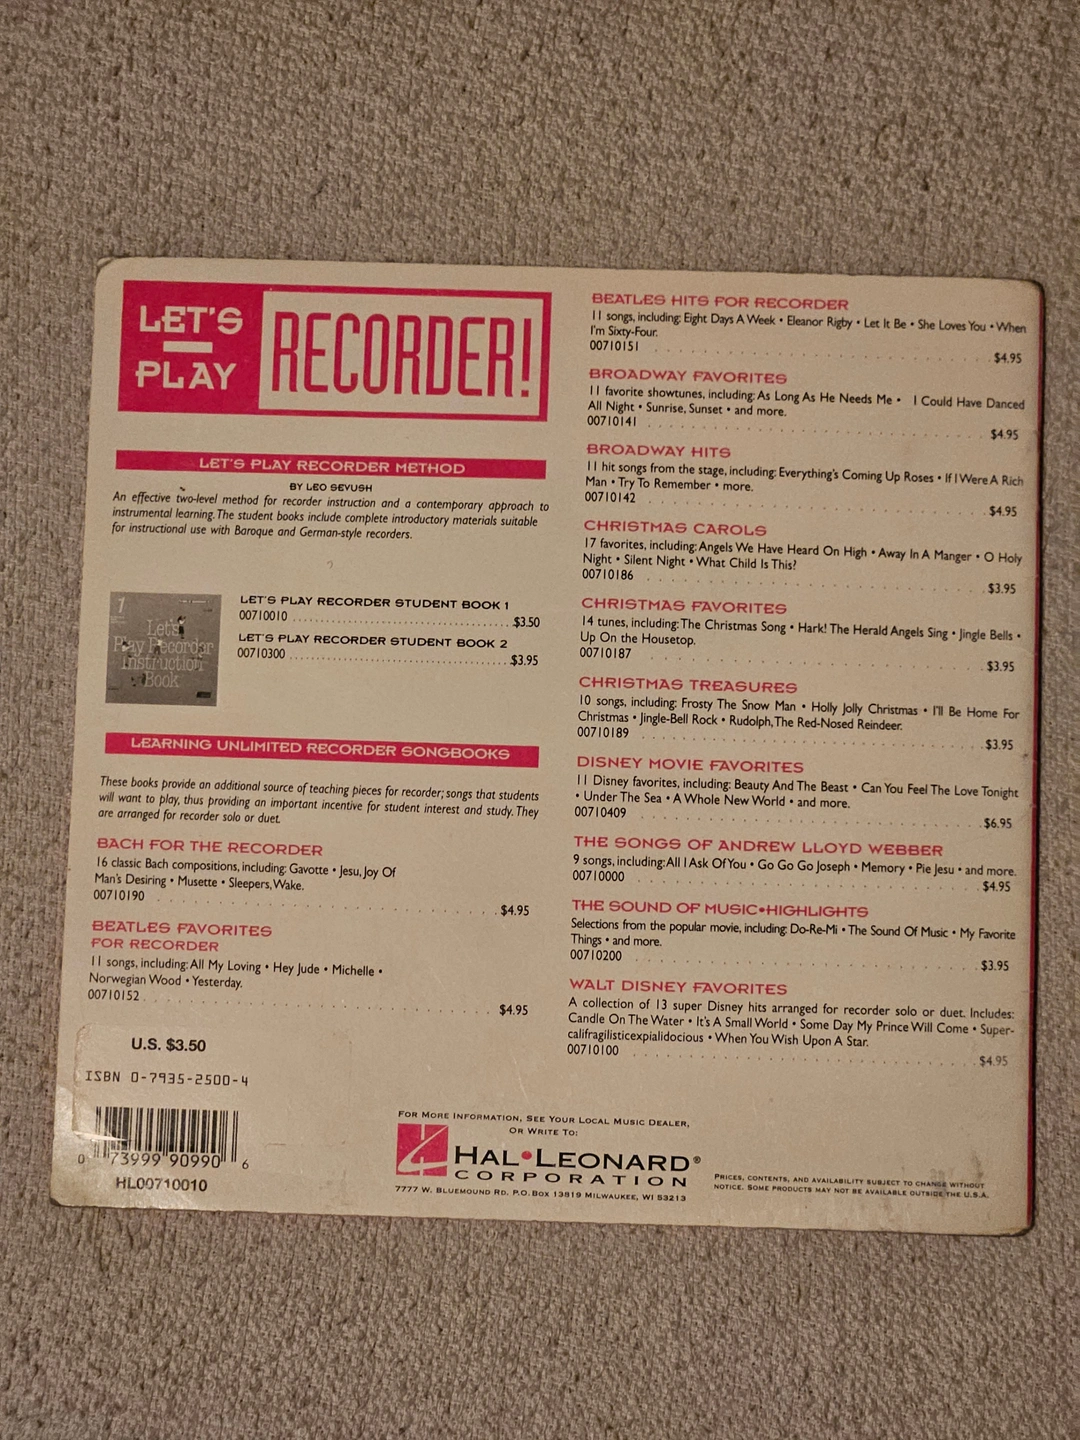 LET'S
PLAY
RECORDER!
LET'S PLAY RECORDER METHOD
BY LEO SEVUSH
An effective two-level method for recorder instruction and a contemporary approach to
instrumental learning. The student books include complete introductory materials suitable
for instructional use with Baroque and German-style recorders.
1
Let's
Play Recorder
Instruction
Book
LET'S PLAY RECORDER STUDENT BOOK 1
00710010 . . . . . . . . . . . . . . . . . . . . . . . . . . . . . . . . . . . . $3.50
LET'S PLAY RECORDER STUDENT BOOK 2
00710300 . . . . . . . . . . . . . . . . . . . . . . . . . . . . . . . . . . . . $3.95
LEARNING UNLIMITED RECORDER SONGBOOKS
These books provide an additional source of teaching pieces for recorder; songs that students
will want to play, thus providing an important incentive for student interest and study. They
are arranged for recorder solo or duet.
BACH FOR THE RECORDER
16 classic Bach compositions, including: Gavotte • Jesu, Joy Of
Man's Desiring • Musette • Sleepers, Wake.
00710190 . . . . . . . . . . . . . . . . . . . . . . . . . $4.95
BEATLES FAVORITES
FOR RECORDER
11 songs, including: All My Loving • Hey Jude • Michelle •
Norwegian Wood • Yesterday.
00710152 . . . . . . . . . . . . . . . . . . . . . . . . . $4.95
U.S. $3.50
ISBN 0-7935-2500-4
0 73999 90990 6
HL00710010
BEATLES HITS FOR RECORDER
11 songs, including: Eight Days A Week • Eleanor Rigby • Let It Be • She Loves You • When
I'm Sixty-Four.
00710151 . . . . . . . . . . . . . . . . . . . . . . . . . $4.95
BROADWAY FAVORITES
11 favorite showtunes, including: As Long As He Needs Me • I Could Have Danced
All Night • Sunrise, Sunset • and more.
00710141 . . . . . . . . . . . . . . . . . . . . . . . . . $4.95
BROADWAY HITS
11 hit songs from the stage, including: Everything's Coming Up Roses • If I Were A Rich
Man • Try To Remember • more.
00710142 . . . . . . . . . . . . . . . . . . . . . . . . . $4.95
CHRISTMAS CAROLS
17 favorites, including: Angels We Have Heard On High • Away In A Manger • O Holy
Night • Silent Night • What Child Is This?
00710186 . . . . . . . . . . . . . . . . . . . . . . . . . $3.95
CHRISTMAS FAVORITES
14 tunes, including: The Christmas Song • Hark! The Herald Angels Sing • Jingle Bells •
Up On the Housetop.
00710187 . . . . . . . . . . . . . . . . . . . . . . . . . $3.95
CHRISTMAS TREASURES
10 songs, including: Frosty The Snow Man • Holly Jolly Christmas • I'll Be Home For
Christmas • Jingle-Bell Rock • Rudolph, The Red-Nosed Reindeer.
00710189 . . . . . . . . . . . . . . . . . . . . . . . . . $3.95
DISNEY MOVIE FAVORITES
11 Disney favorites, including: Beauty And The Beast • Can You Feel The Love Tonight
• Under The Sea • A Whole New World • and more.
00710409 . . . . . . . . . . . . . . . . . . . . . . . . . $6.95
THE SONGS OF ANDREW LLOYD WEBBER
9 songs, including: All I Ask Of You • Go Go Go Joseph • Memory • Pie Jesu • and more.
00710000 . . . . . . . . . . . . . . . . . . . . . . . . . $4.95
THE SOUND OF MUSIC•HIGHLIGHTS
Selections from the popular movie, including: Do-Re-Mi • The Sound Of Music • My Favorite
Things • and more.
00710200 . . . . . . . . . . . . . . . . . . . . . . . . . $3.95
WALT DISNEY FAVORITES
A collection of 13 super Disney hits arranged for recorder solo or duet. Includes:
Candle On The Water • It's A Small World • Some Day My Prince Will Come • Super-
califragilisticexpialidocious • When You Wish Upon A Star.
00710100 . . . . . . . . . . . . . . . . . . . . . . . . . $4.95
FOR MORE INFORMATION, SEE YOUR LOCAL MUSIC DEALER,
OR WRITE TO:
HAL•LEONARD®
CORPORATION
7777 W. BLUEMOUND RD. P.O. BOX 13819 MILWAUKEE, WI 53213
PRICES, CONTENTS, AND AVAILABILITY SUBJECT TO CHANGE WITHOUT
NOTICE. SOME PRODUCTS MAY NOT BE AVAILABLE OUTSIDE THE U.S.A.